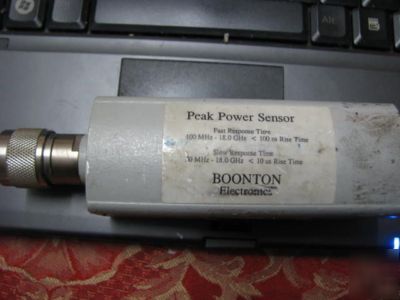 Peak Power Sensor
Fast Response Time
100 MHz - 18.0 GHz < 100 ns Rise Time
Slow Response Time
MHz - 18.0 GHz < 10 us Rise Time
BOONTON
Electronics